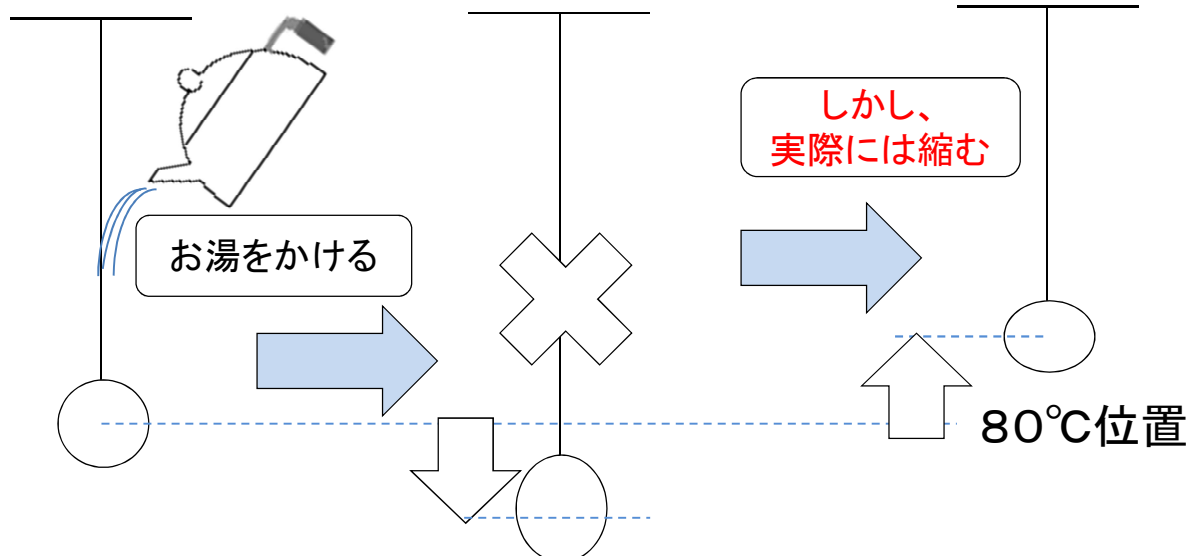 しかし、
実際には縮む
お湯をかける
８０℃位置